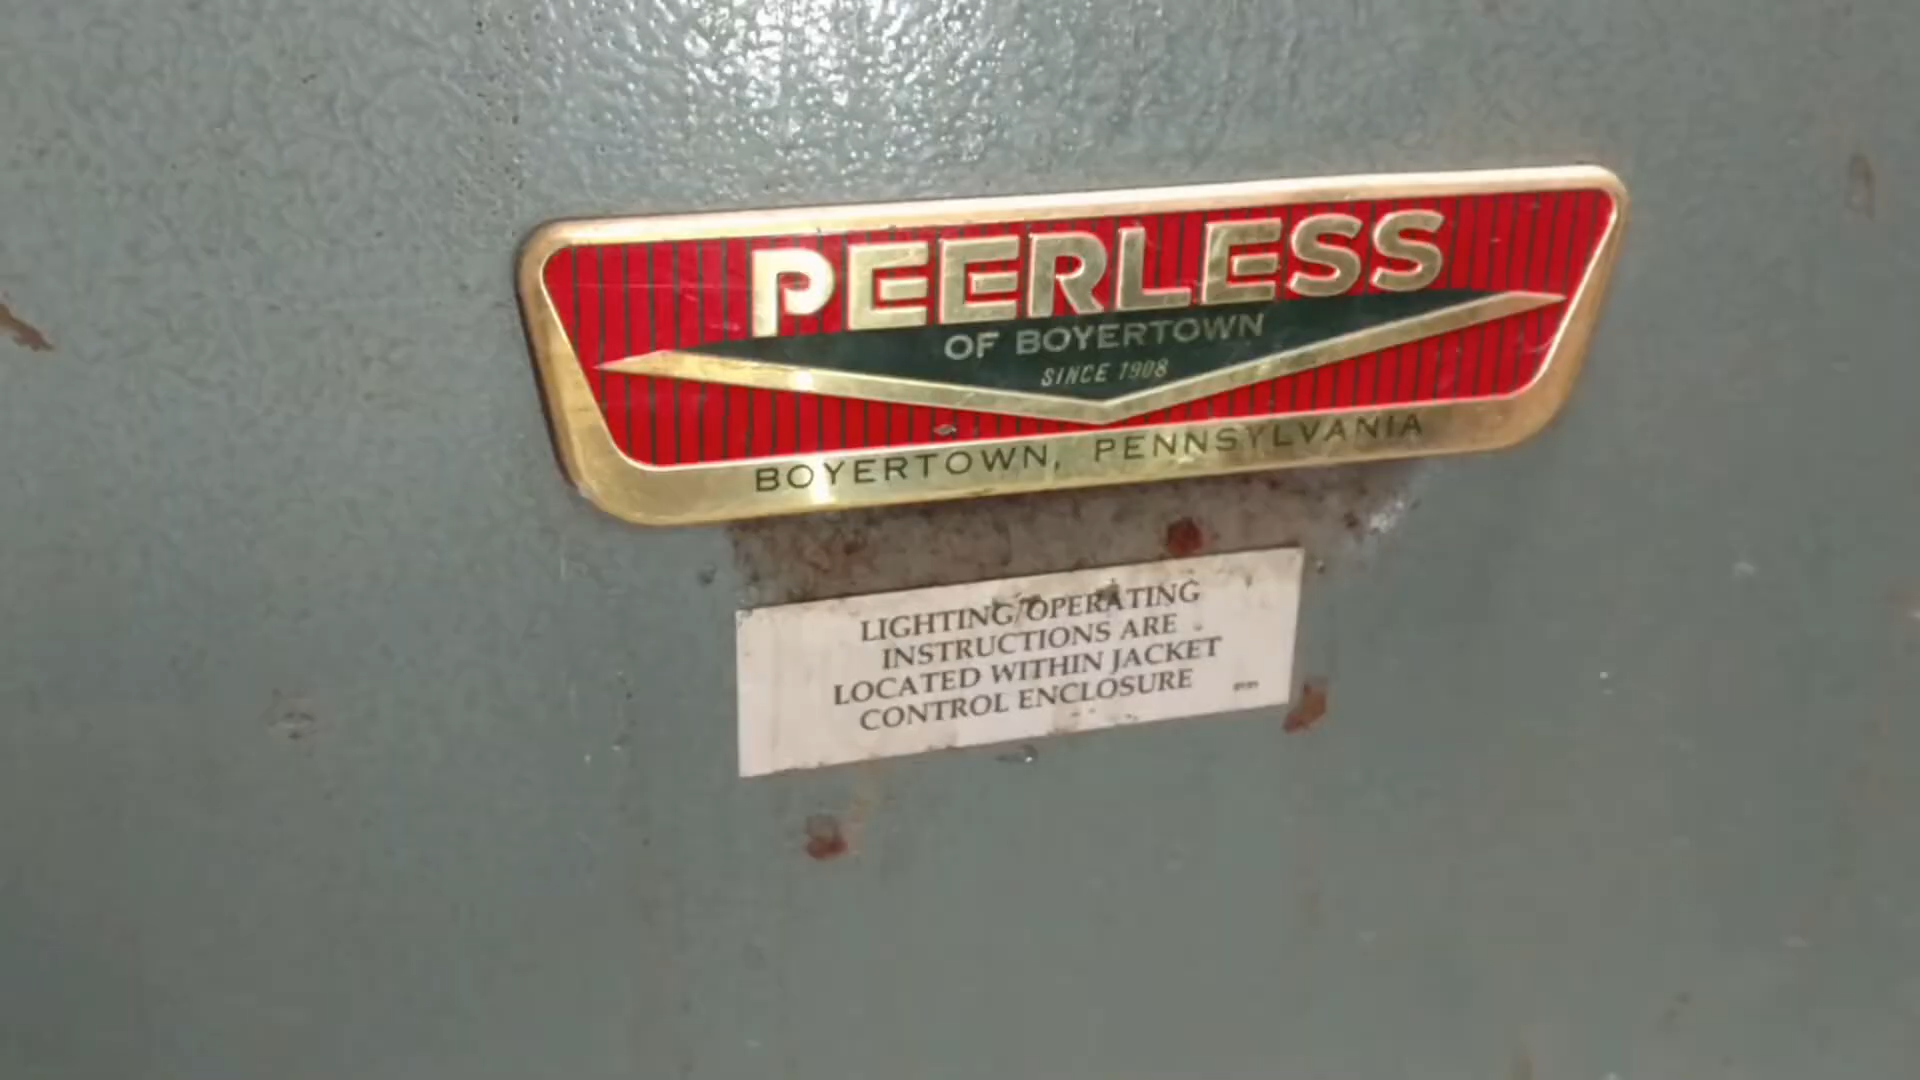 PEERLESS
OF BOYERTOWN
SINCE 1908
BOYERTOWN, PENNSYLVANIA
LIGHTING/OPERATING
INSTRUCTIONS ARE
LOCATED WITHIN JACKET
CONTROL ENCLOSURE